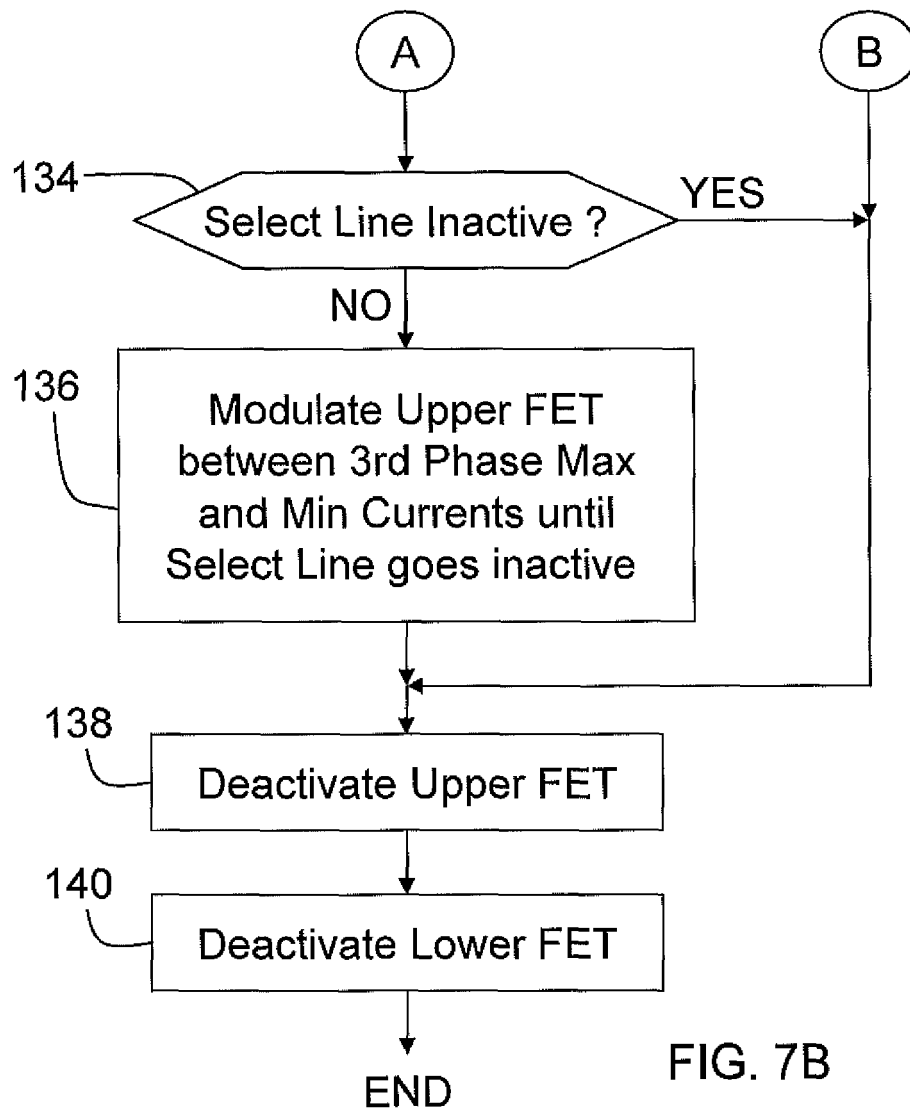 A
B
134
Select Line Inactive ?
YES
NO
136
Modulate Upper FET
between 3rd Phase Max
and Min Currents until
Select Line goes inactive
138
Deactivate Upper FET
140
Deactivate Lower FET
END
FIG. 7B